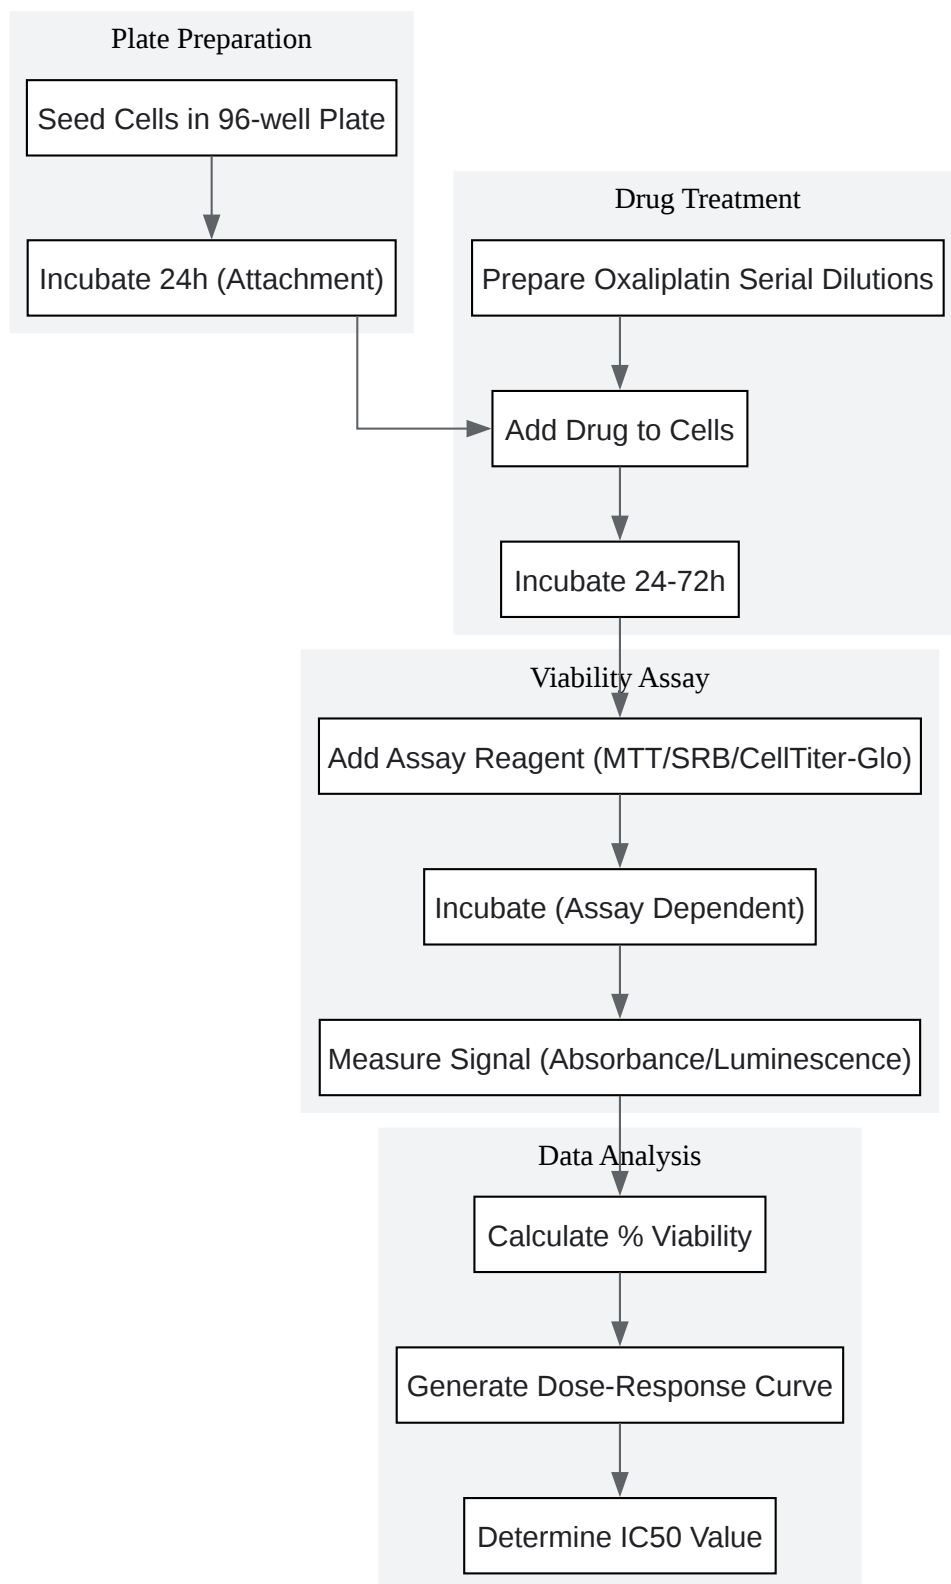 Plate Preparation
Seed Cells in 96-well Plate
Incubate 24h (Attachment)
Drug Treatment
Prepare Oxaliplatin Serial Dilutions
Add Drug to Cells
Incubate 24-72h
Viability Assay
Add Assay Reagent (MTT/SRB/CellTiter-Glo)
Incubate (Assay Dependent)
Measure Signal (Absorbance/Luminescence)
Data Analysis
Calculate % Viability
Generate Dose-Response Curve
Determine IC50 Value